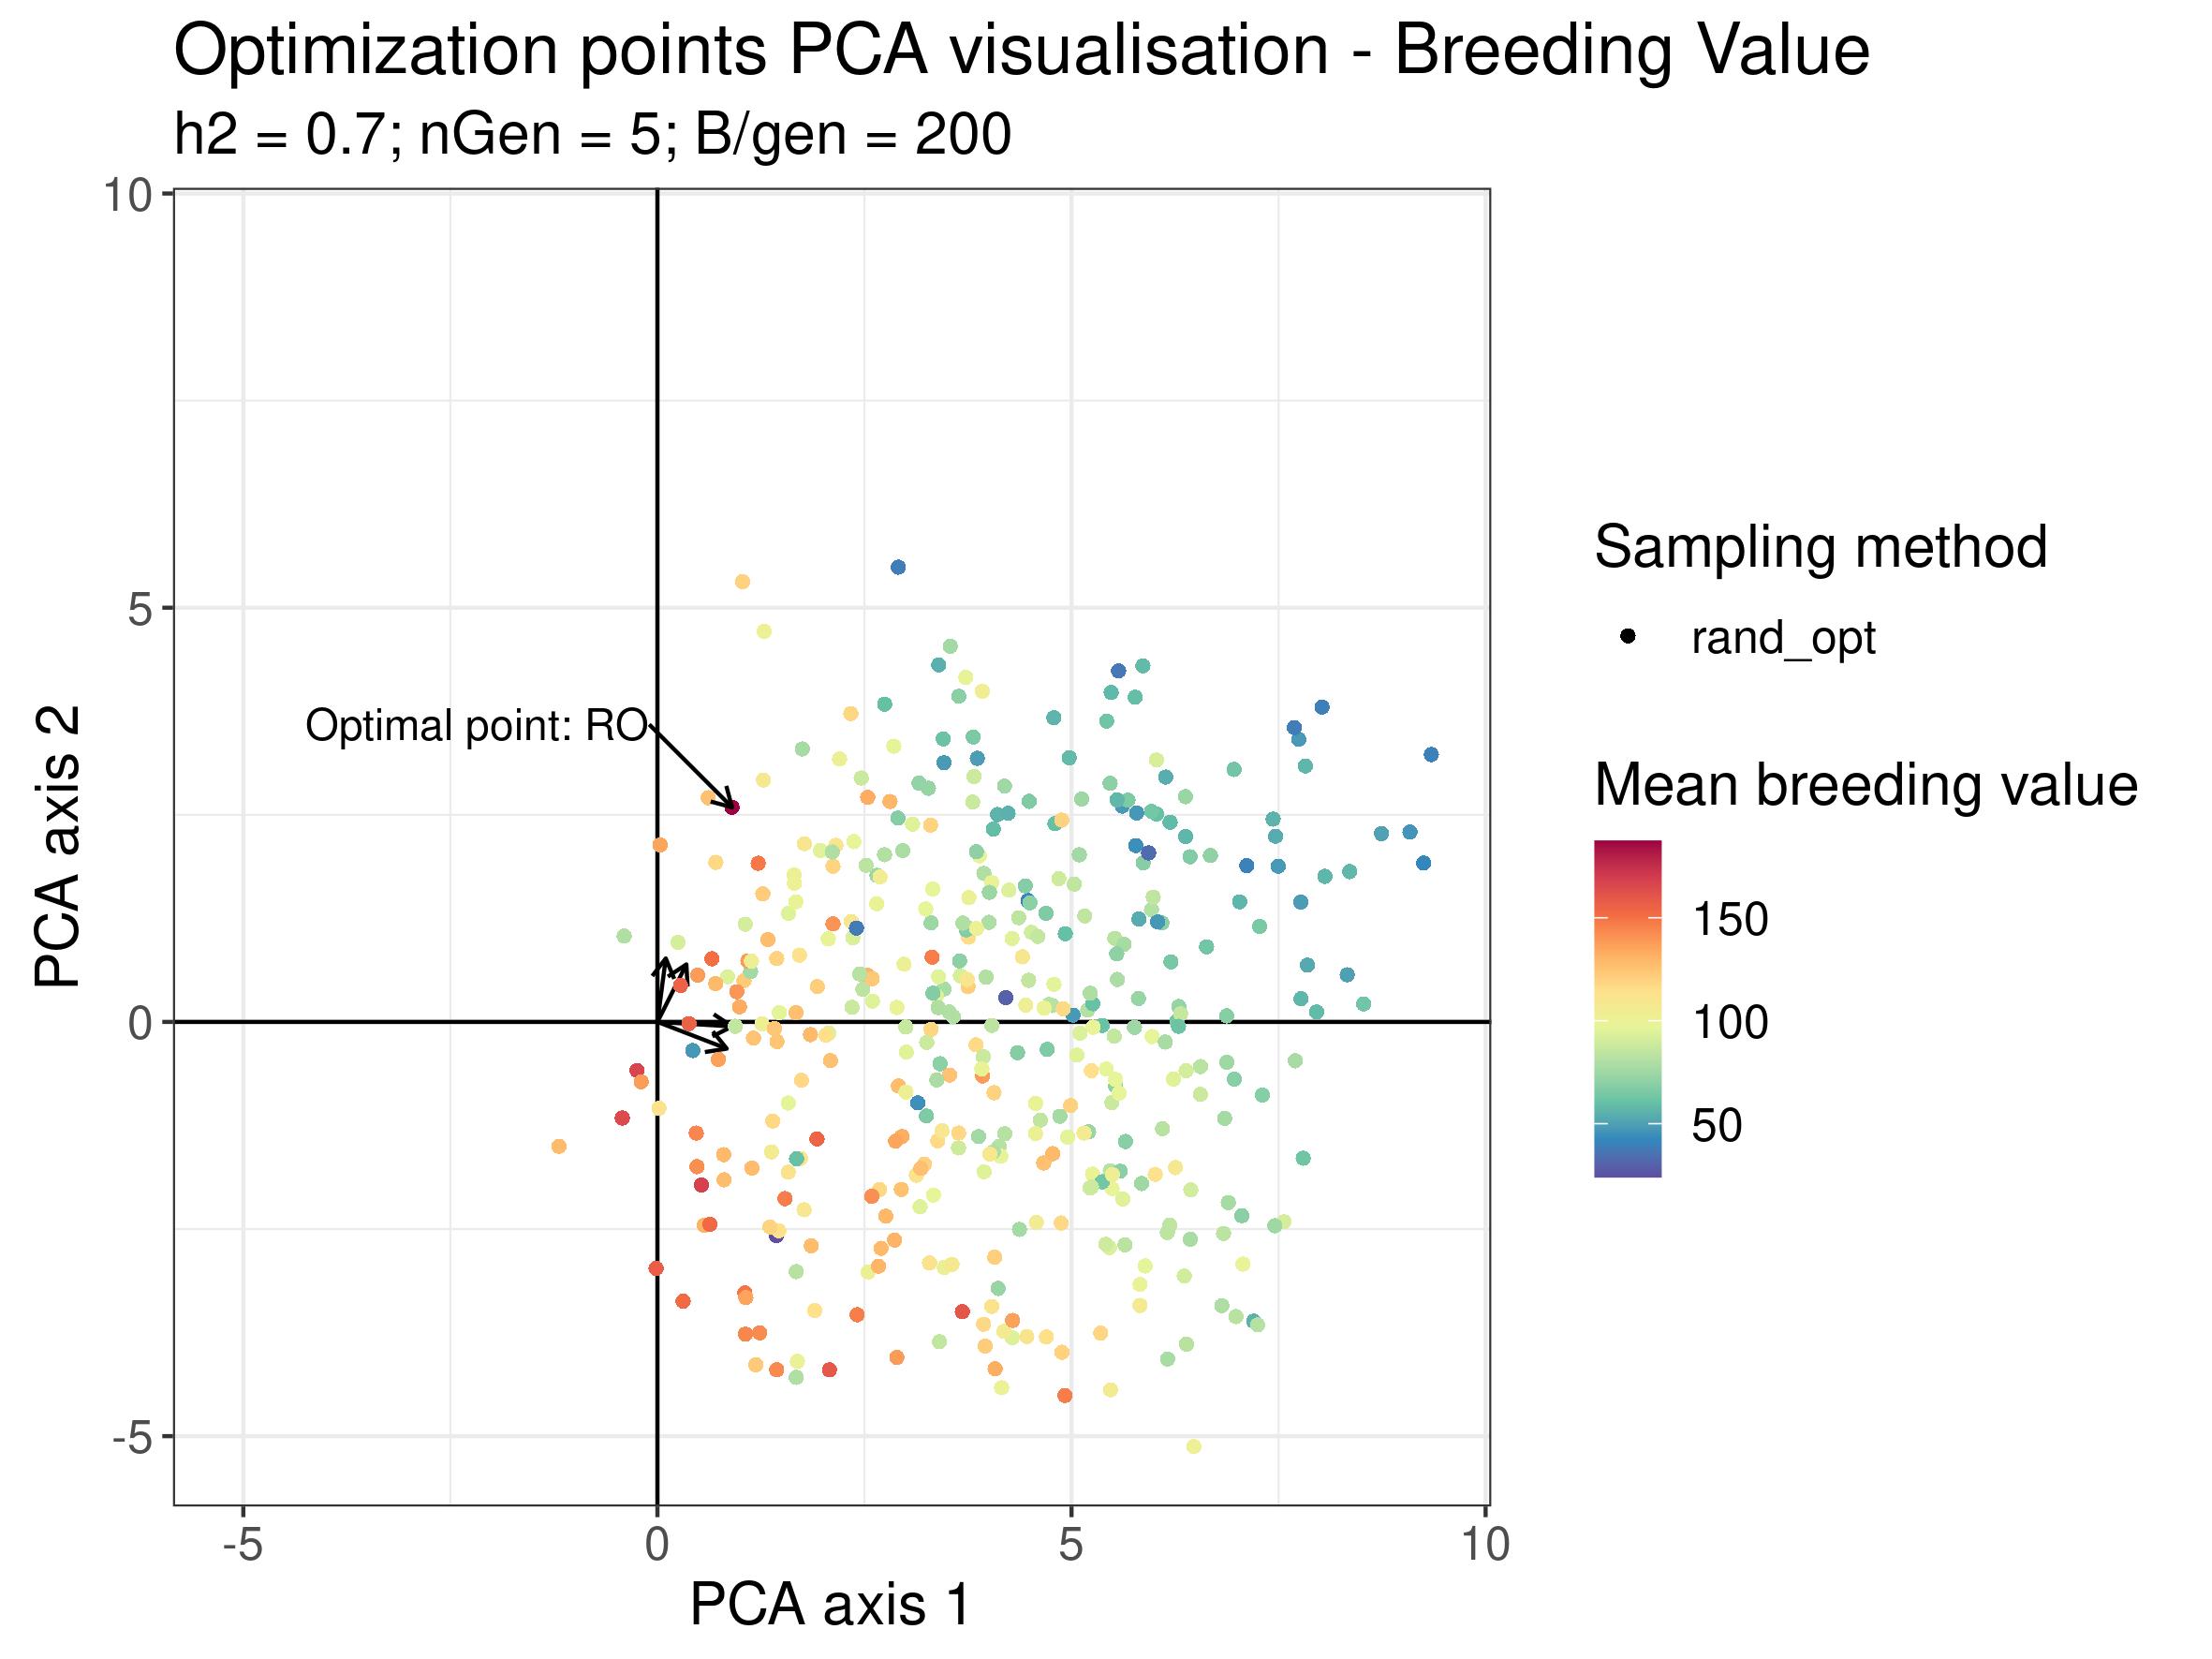 Optimization points PCA visualisation - Breeding Value
h2 = 0.7; nGen = 5; B/gen = 200
10
5
0
-5
PCA axis 2
Optimal point: RO
-5
0
5
10
PCA axis 1
Sampling method
rand_opt
Mean breeding value
150
100
50